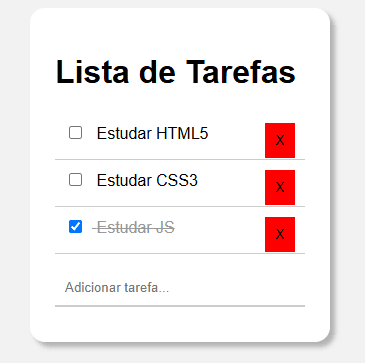 Lista de Tarefas
Estudar HTML5 X
Estudar CSS3 X
Estudar JS X
Adicionar tarefa...